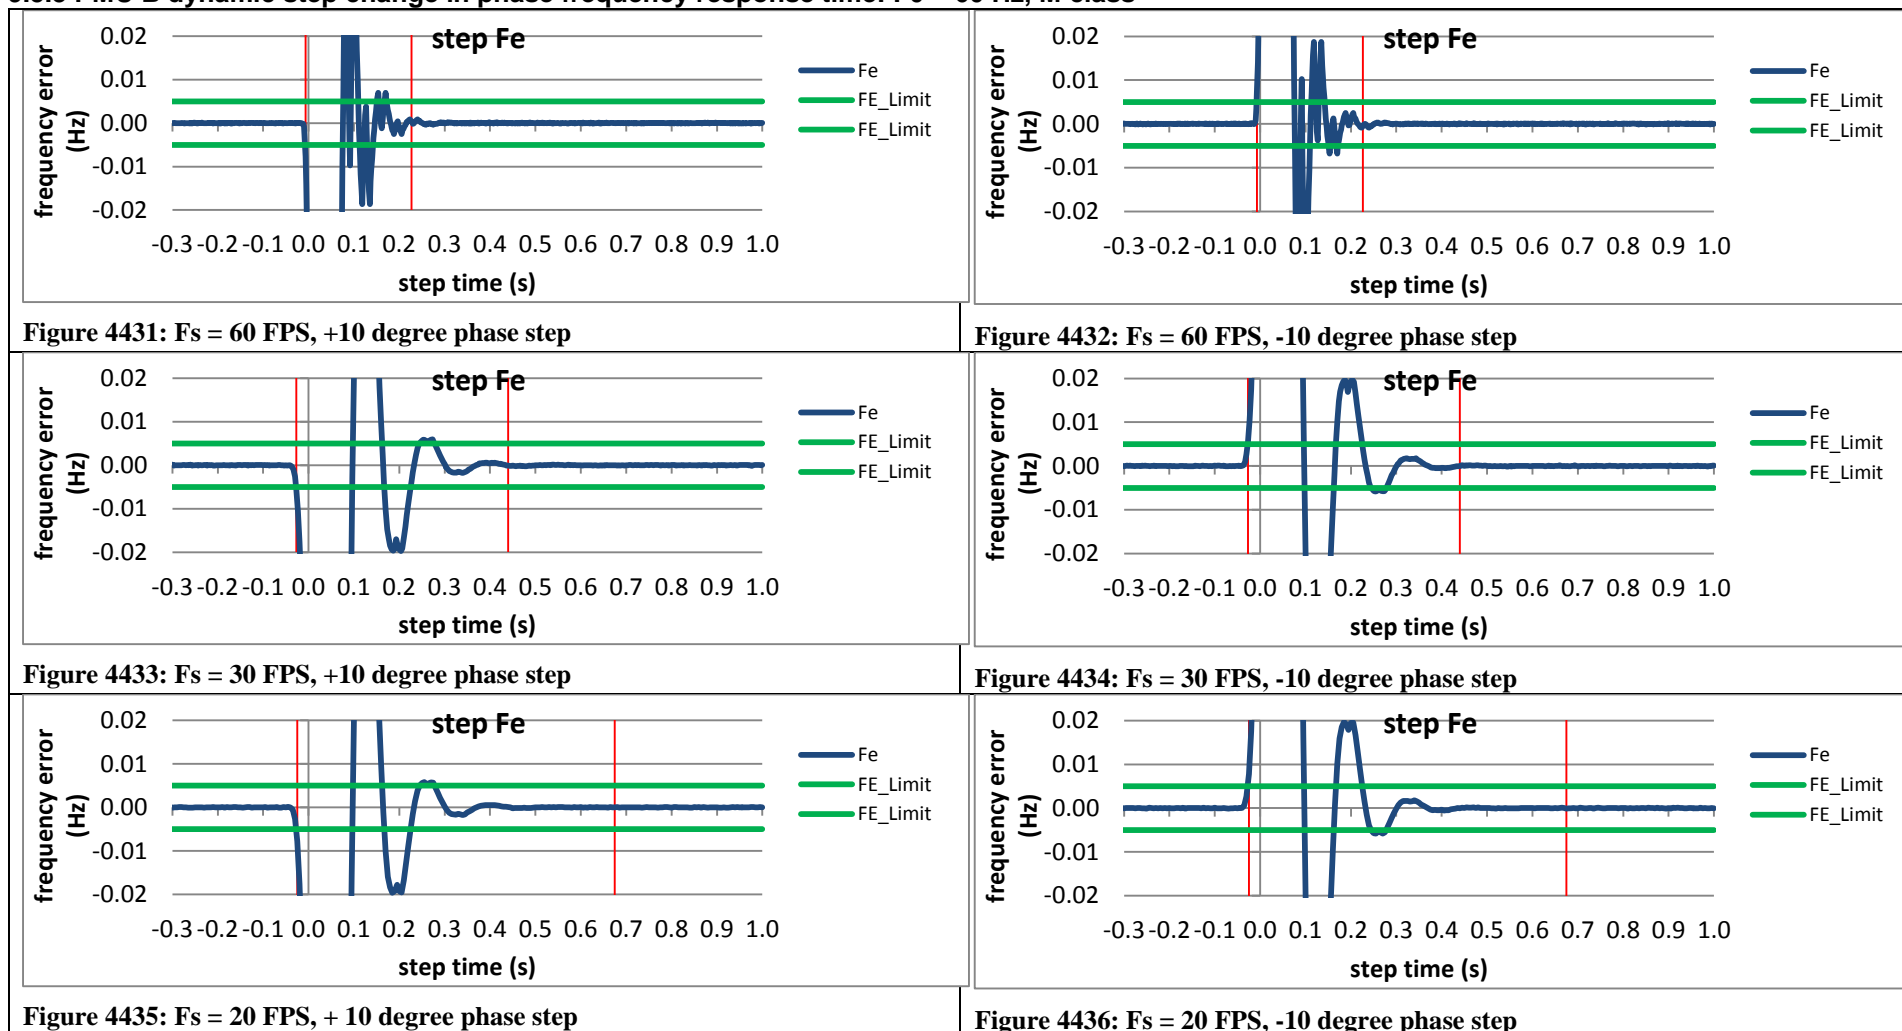 step Fe
0.02
0.01
0.00
-0.01
-0.02
frequency error
(Hz)
-0.3 -0.2 -0.1 0.0 0.1 0.2 0.3 0.4 0.5 0.6 0.7 0.8 0.9 1.0
step time (s)
Fe
FE_Limit
FE_Limit
Figure 4431: Fs = 60 FPS, +10 degree phase step
step Fe
0.02
0.01
0.00
-0.01
-0.02
frequency error
(Hz)
-0.3 -0.2 -0.1 0.0 0.1 0.2 0.3 0.4 0.5 0.6 0.7 0.8 0.9 1.0
step time (s)
Fe
FE_Limit
FE_Limit
Figure 4432: Fs = 60 FPS, -10 degree phase step
step Fe
0.02
0.01
0.00
-0.01
-0.02
frequency error
(Hz)
-0.3 -0.2 -0.1 0.0 0.1 0.2 0.3 0.4 0.5 0.6 0.7 0.8 0.9 1.0
step time (s)
Fe
FE_Limit
FE_Limit
Figure 4433: Fs = 30 FPS, +10 degree phase step
step Fe
0.02
0.01
0.00
-0.01
-0.02
frequency error
(Hz)
-0.3 -0.2 -0.1 0.0 0.1 0.2 0.3 0.4 0.5 0.6 0.7 0.8 0.9 1.0
step time (s)
Fe
FE_Limit
FE_Limit
Figure 4434: Fs = 30 FPS, -10 degree phase step
step Fe
0.02
0.01
0.00
-0.01
-0.02
frequency error
(Hz)
-0.3 -0.2 -0.1 0.0 0.1 0.2 0.3 0.4 0.5 0.6 0.7 0.8 0.9 1.0
step time (s)
Fe
FE_Limit
FE_Limit
Figure 4435: Fs = 20 FPS, + 10 degree phase step
step Fe
0.02
0.01
0.00
-0.01
-0.02
frequency error
(Hz)
-0.3 -0.2 -0.1 0.0 0.1 0.2 0.3 0.4 0.5 0.6 0.7 0.8 0.9 1.0
step time (s)
Fe
FE_Limit
FE_Limit
Figure 4436: Fs = 20 FPS, -10 degree phase step